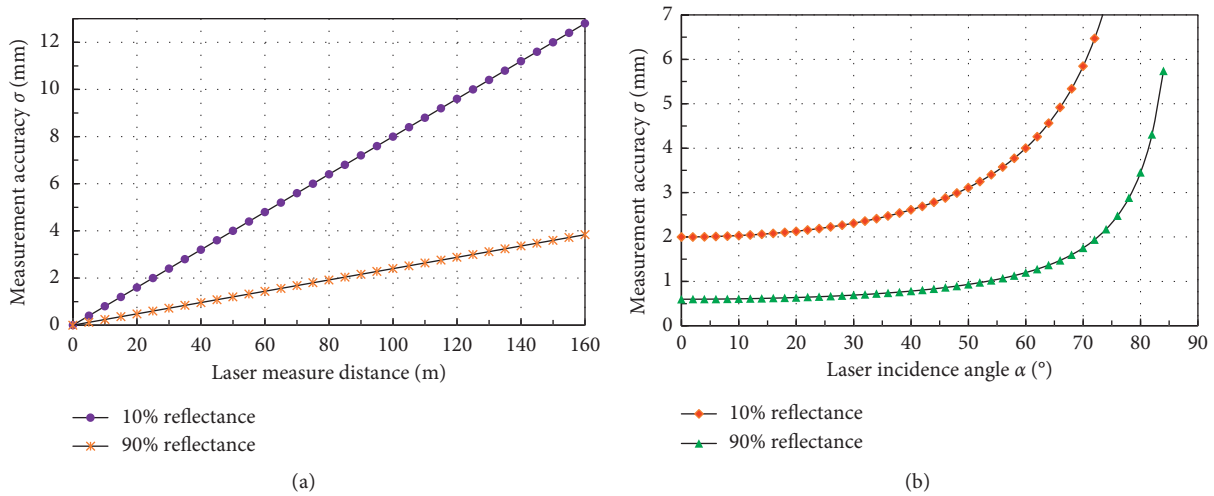 Measurement accuracy σ (mm)
12
10
8
6
4
2
0
0 20 40 60 80 100 120 140 160
Laser measure distance (m)
10% reflectance
90% reflectance
(a)
Measurement accuracy σ (mm)
7
6
5
4
3
2
1
0
0 10 20 30 40 50 60 70 80 90
Laser incidence angle α (°)
10% reflectance
90% reflectance
(b)